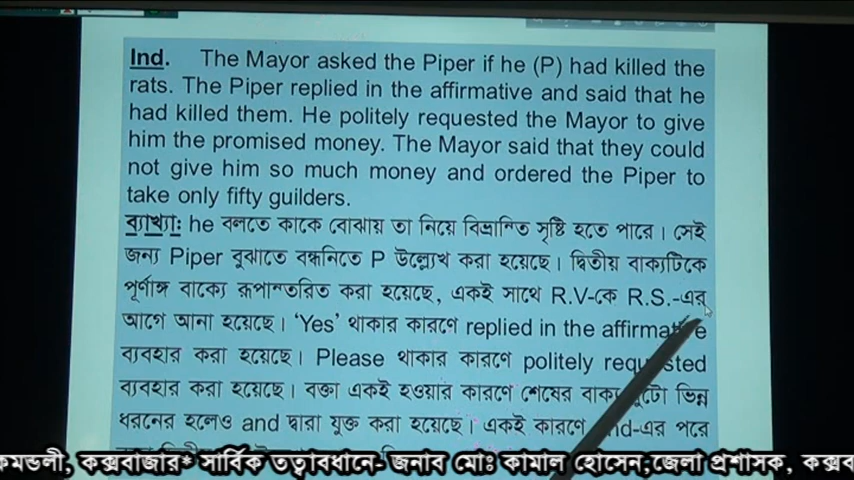 Ind. The Mayor asked the Piper if he (P) had killed the
rats. The Piper replied in the affirmative and said that he
had killed them. He politely requested the Mayor to give
him the promised money. The Mayor said that they could
not give him so much money and ordered the Piper to
take only fifty guilders.
ব্যাখ্যা: he বলতে কাকে বোঝায় তা নিয়ে বিভ্রান্তি সৃষ্টি হতে পারে। সেই
জন্য Piper বুঝাতে বন্ধনিতে P উল্ল্যেখ করা হয়েছে। দ্বিতীয় বাক্যটিকে
পূর্ণাঙ্গ বাক্যে রূপান্তরিত করা হয়েছে, একই সাথে R.V-কে R.S.-এর
আগে আনা হয়েছে। ‘Yes’ থাকার কারণে replied in the affirmative
ব্যবহার করা হয়েছে। Please থাকার কারণে politely requested
ব্যবহার করা হয়েছে। বক্তা একই হওয়ার কারণে শেষের ভিন্ন
ধরনের হলেও and দ্বারা যুক্ত করা হয়েছে। একই কারণে পরে
কমন্ডলী, কক্সবাজার* সার্বিক তত্বাবধানে- জনাব মোঃ কামাল হোসেন;জেলা প্রশাসক, কক্সব